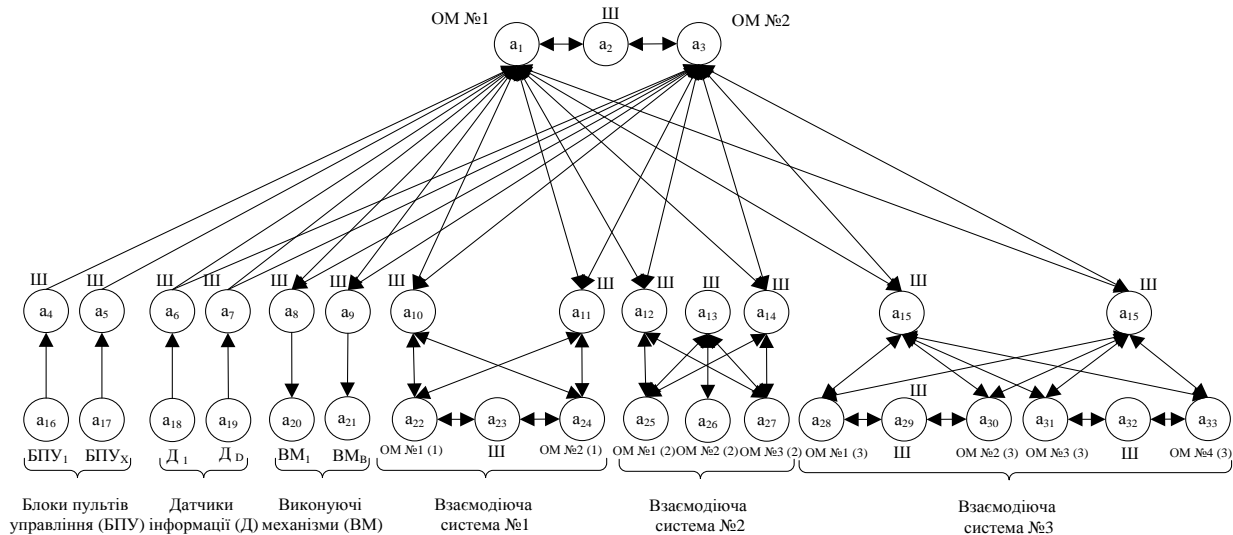 ОМ №1
Ш
ОМ №2
a1
a2
a3
Ш
Ш
Ш
Ш
Ш
Ш
Ш
Ш
Ш
Ш
Ш
Ш
Ш
a4
a5
a6
a7
a8
a9
a10
a11
a12
a13
a14
a15
a15
Ш
a16
a17
a18
a19
a20
a21
a22
a23
a24
a25
a26
a27
a28
a29
a30
a31
a32
a33
БПУ1
БПУX
Д 1
Д D
ВМ1
ВМB
ОМ №1 (1)
Ш
ОМ №2 (1)
ОМ №1 (2)
ОМ №2 (2)
ОМ №3 (2)
ОМ №1 (3)
Ш
ОМ №2 (3)
ОМ №3 (3)
Ш
ОМ №4 (3)
Блоки пультів
управління (БПУ)
Датчики
інформації (Д)
Виконуючі
механізми (ВМ)
Взаємодіюча
система №1
Взаємодіюча
система №2
Взаємодіюча
система №3